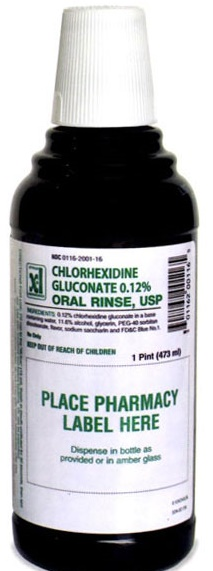 NDC 0116-2001-16
CHLORHEXIDINE
GLUCONATE 0.12%
ORAL RINSE, USP
INGREDIENTS: 0.12% chlorhexidine gluconate in a base
containing water, 11.6% alcohol, glycerin, PEG-40 sorbitan
diisostearate, flavor, sodium saccharin and FD&C Blue No.1.
Rx Only
KEEP OUT OF REACH OF CHILDREN
1 Pint (473 ml)
PLACE PHARMACY
LABEL HERE
Dispense in bottle as
provided or in amber glass